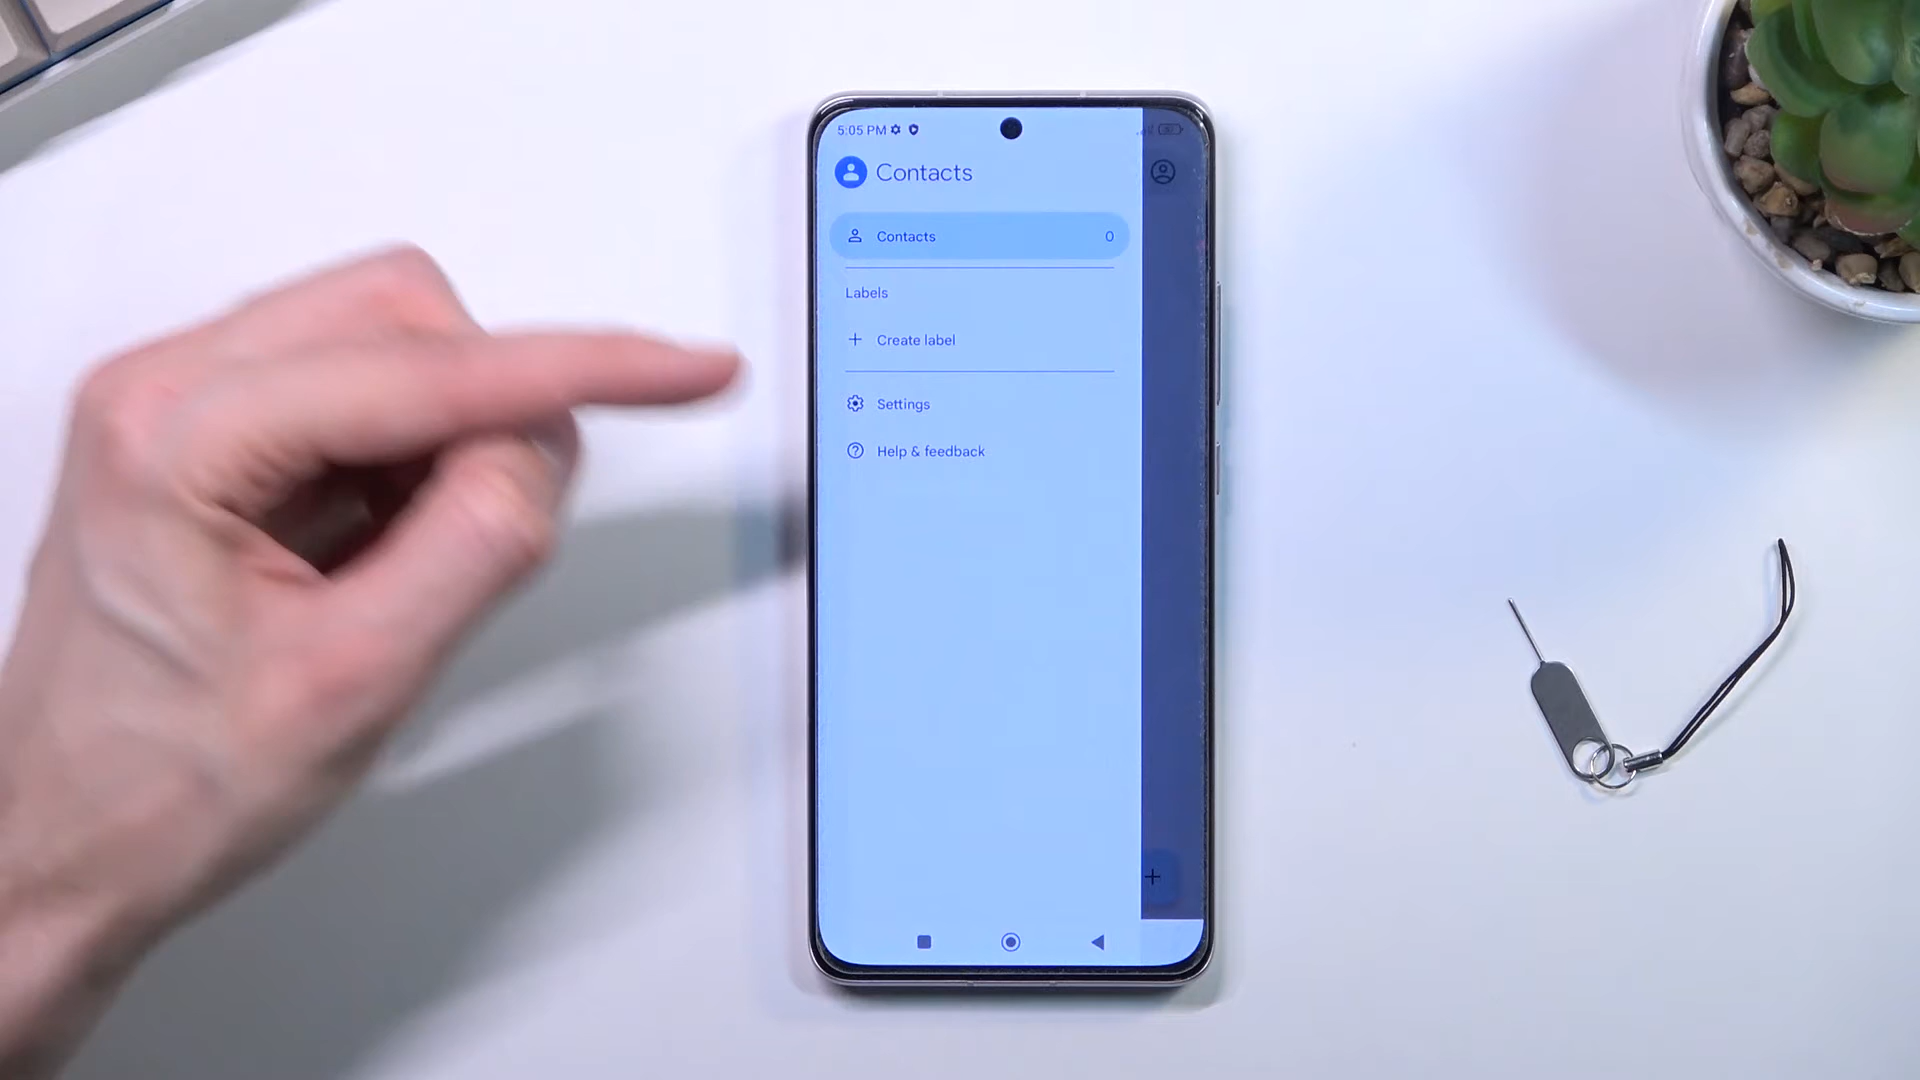 5:05 PM
Contacts
Contacts 0
Labels
Create label
Settings
Help & feedback